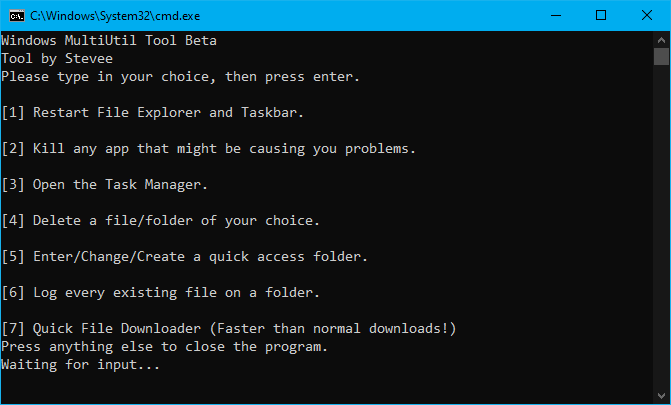 C:\Windows\System32\cmd.exe
Windows MultiUtil Tool Beta
Tool by Stevee
Please type in your choice, then press enter.
[1] Restart File Explorer and Taskbar.
[2] Kill any app that might be causing you problems.
[3] Open the Task Manager.
[4] Delete a file/folder of your choice.
[5] Enter/Change/Create a quick access folder.
[6] Log every existing file on a folder.
[7] Quick File Downloader (Faster than normal downloads!)
Press anything else to close the program.
Waiting for input...